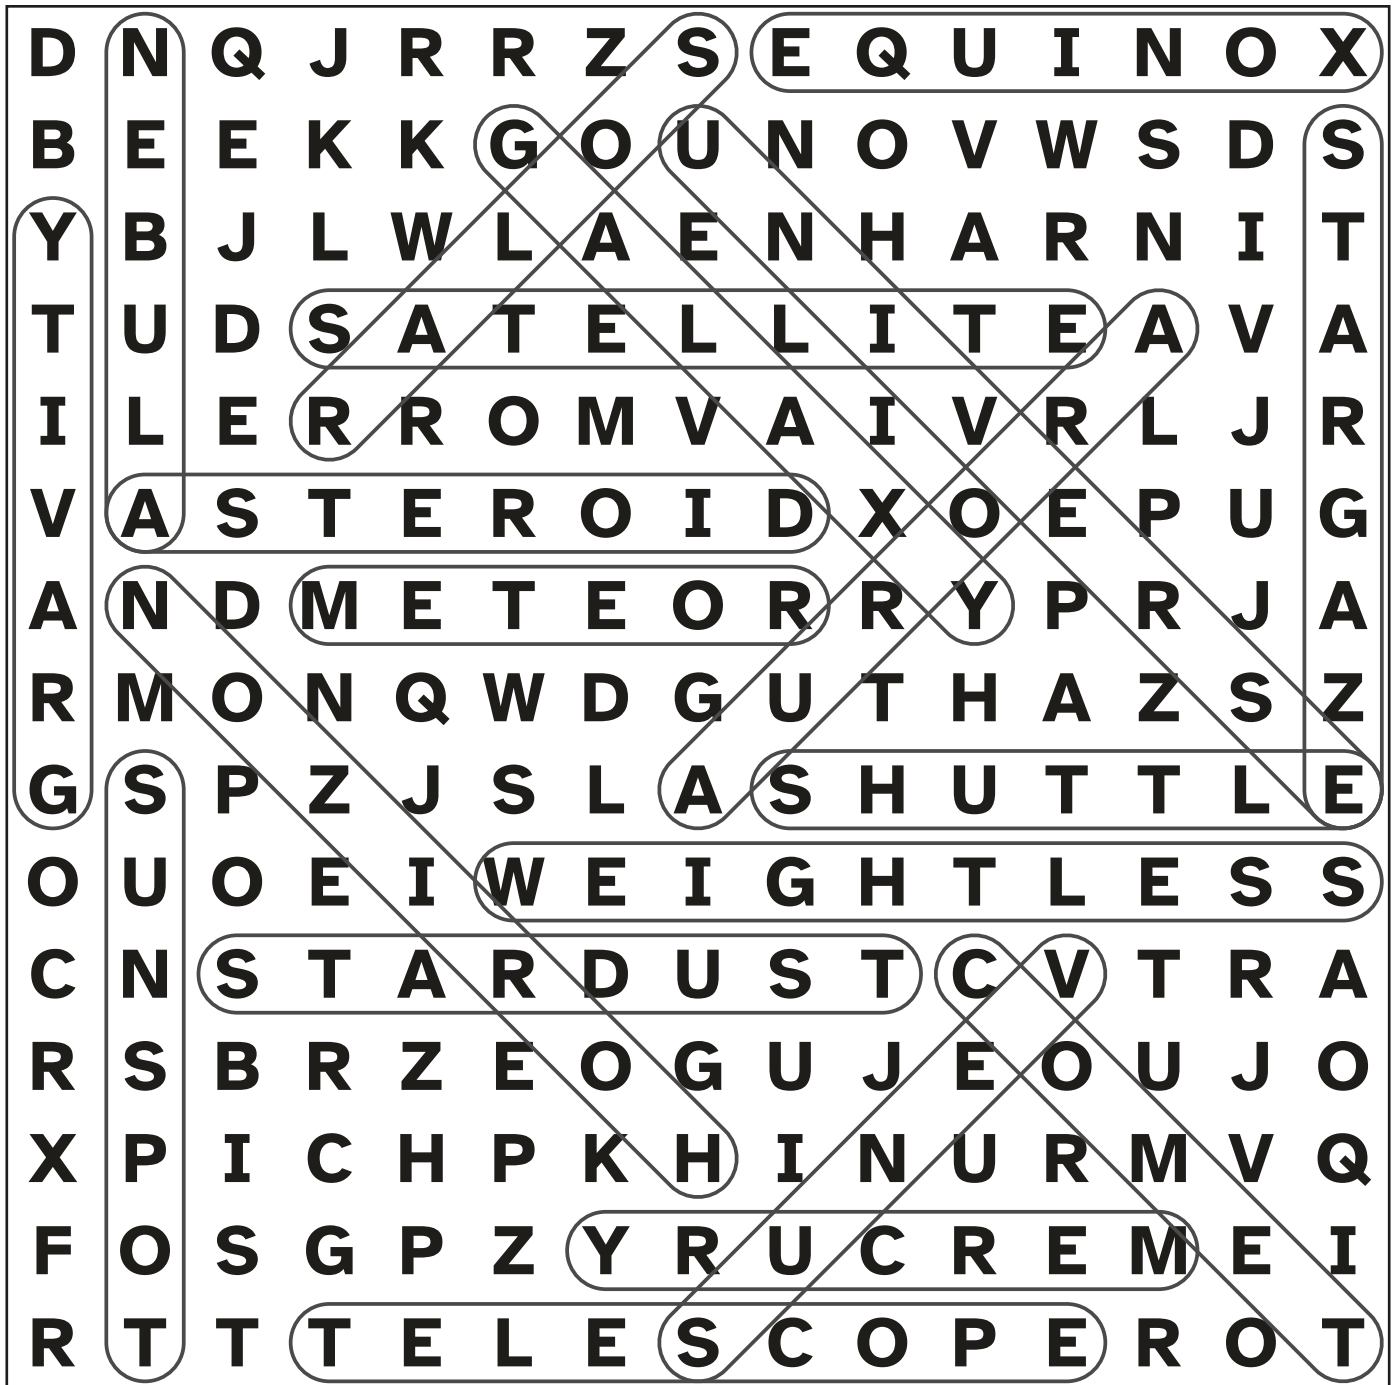 D N Q J R R Z S E Q U I N O X
B E E K K G O U N O V W S D S
Y B J L W L A E N H A R N I T
T U D S A T E L L I T E A V A
I L E R R O M V A I V R L J R
V A S T E R O I D X O E P U G
A N D M E T E O R R Y P R J A
R M O N Q W D G U T H A Z S Z
G S P Z J S L A S H U T T L E
O U O E I W E I G H T L E S S
C N S T A R D U S T C V T R A
R S B R Z E O G U J E O U J O
X P I C H P K H I N U R M V Q
F O S G P Z Y R U C R E M E I
R T T T E L E S C O P E R O T